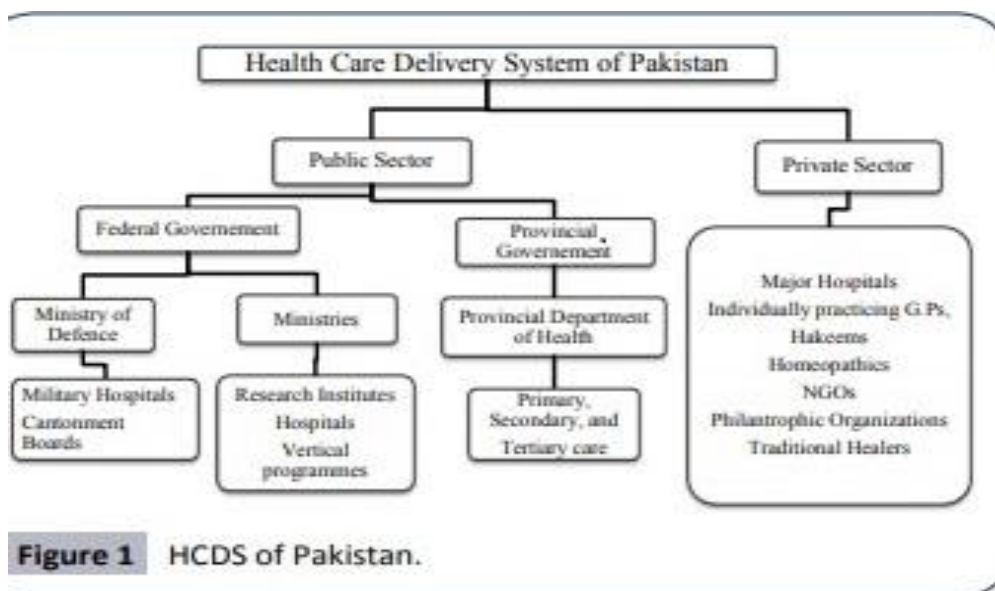 Health Care Delivery System of Pakistan
Public Sector
Private Sector
Federal Governement
Provincial
Governement
Ministry of
Defence
Ministries
Provincial Department
of Health
Military Hospitals
Cantonment
Boards
Research Institutes
Hospitals
Vertical
programmes
Primary,
Secondary, and
Tertiary care
Major Hospitals
Individually practicing G.Ps,
Hakeems
Homeopathics
NGOs
Philantrophic Organizations
Traditional Healers
Figure 1 HCDS of Pakistan.